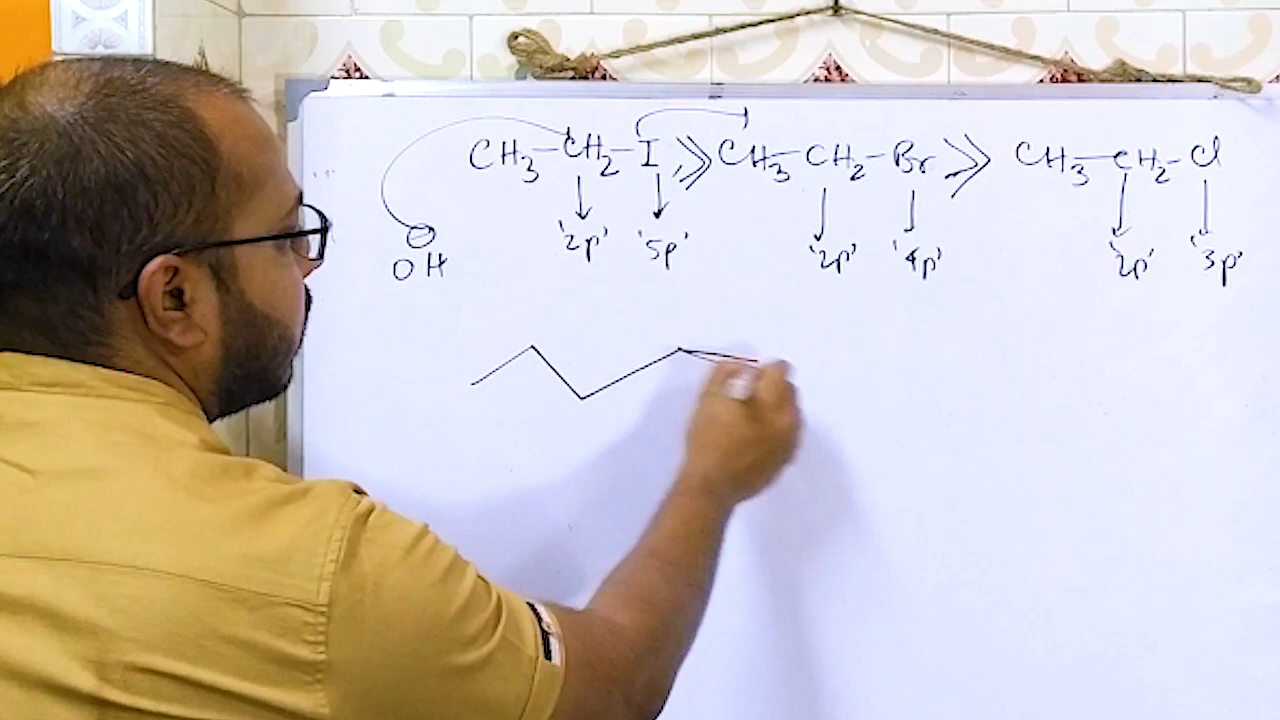 CH₃-CH₂-I >> CH₃-CH₂-Br >> CH₃-CH₂-Cl
⊖ '2p' '5p' '2p' '4p' '2p' '3p'
OH